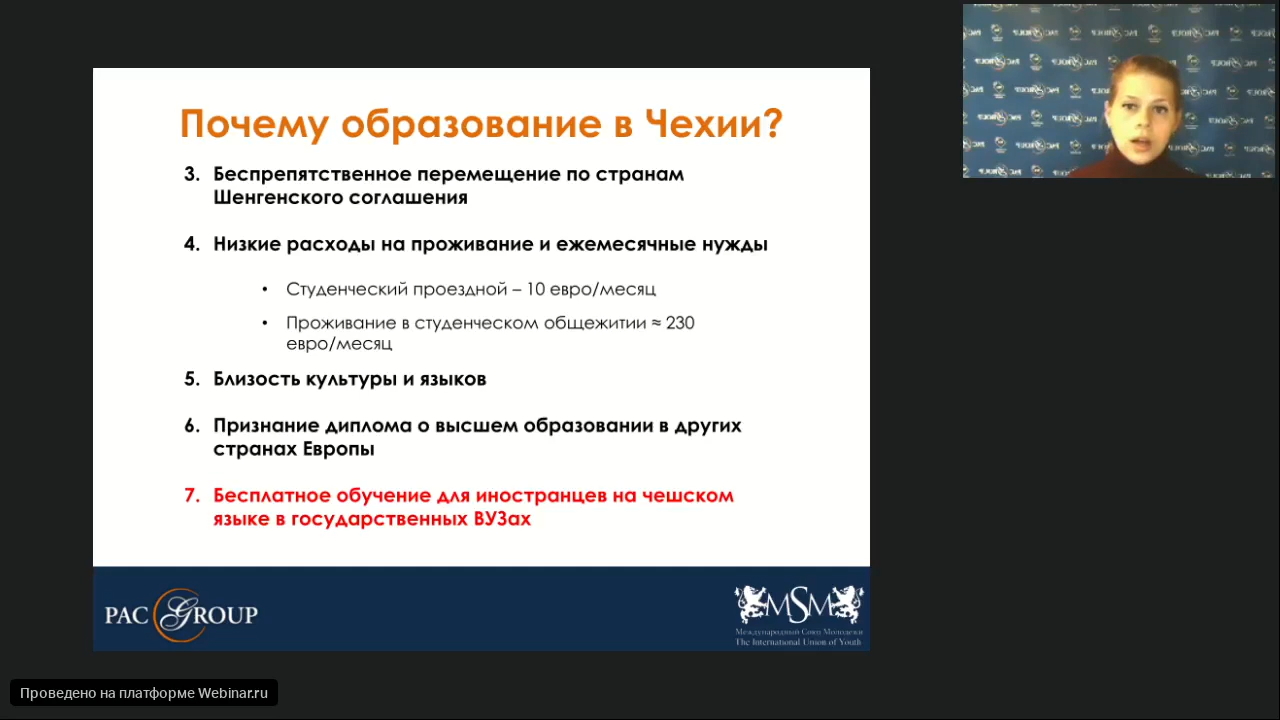 Почему образование в Чехии?
3. Беспрепятственное перемещение по странам
Шенгенского соглашения
4. Низкие расходы на проживание и ежемесячные нужды
• Студенческий проездной – 10 евро/месяц
• Проживание в студенческом общежитии ≈ 230
евро/месяц
5. Близость культуры и языков
6. Признание диплома о высшем образовании в других
странах Европы
7. Бесплатное обучение для иностранцев на чешском
языке в государственных ВУЗах
PAC GROUP
MSM
Международный Союз Молодежи
The International Union of Youth
Проведено на платформе Webinar.ru